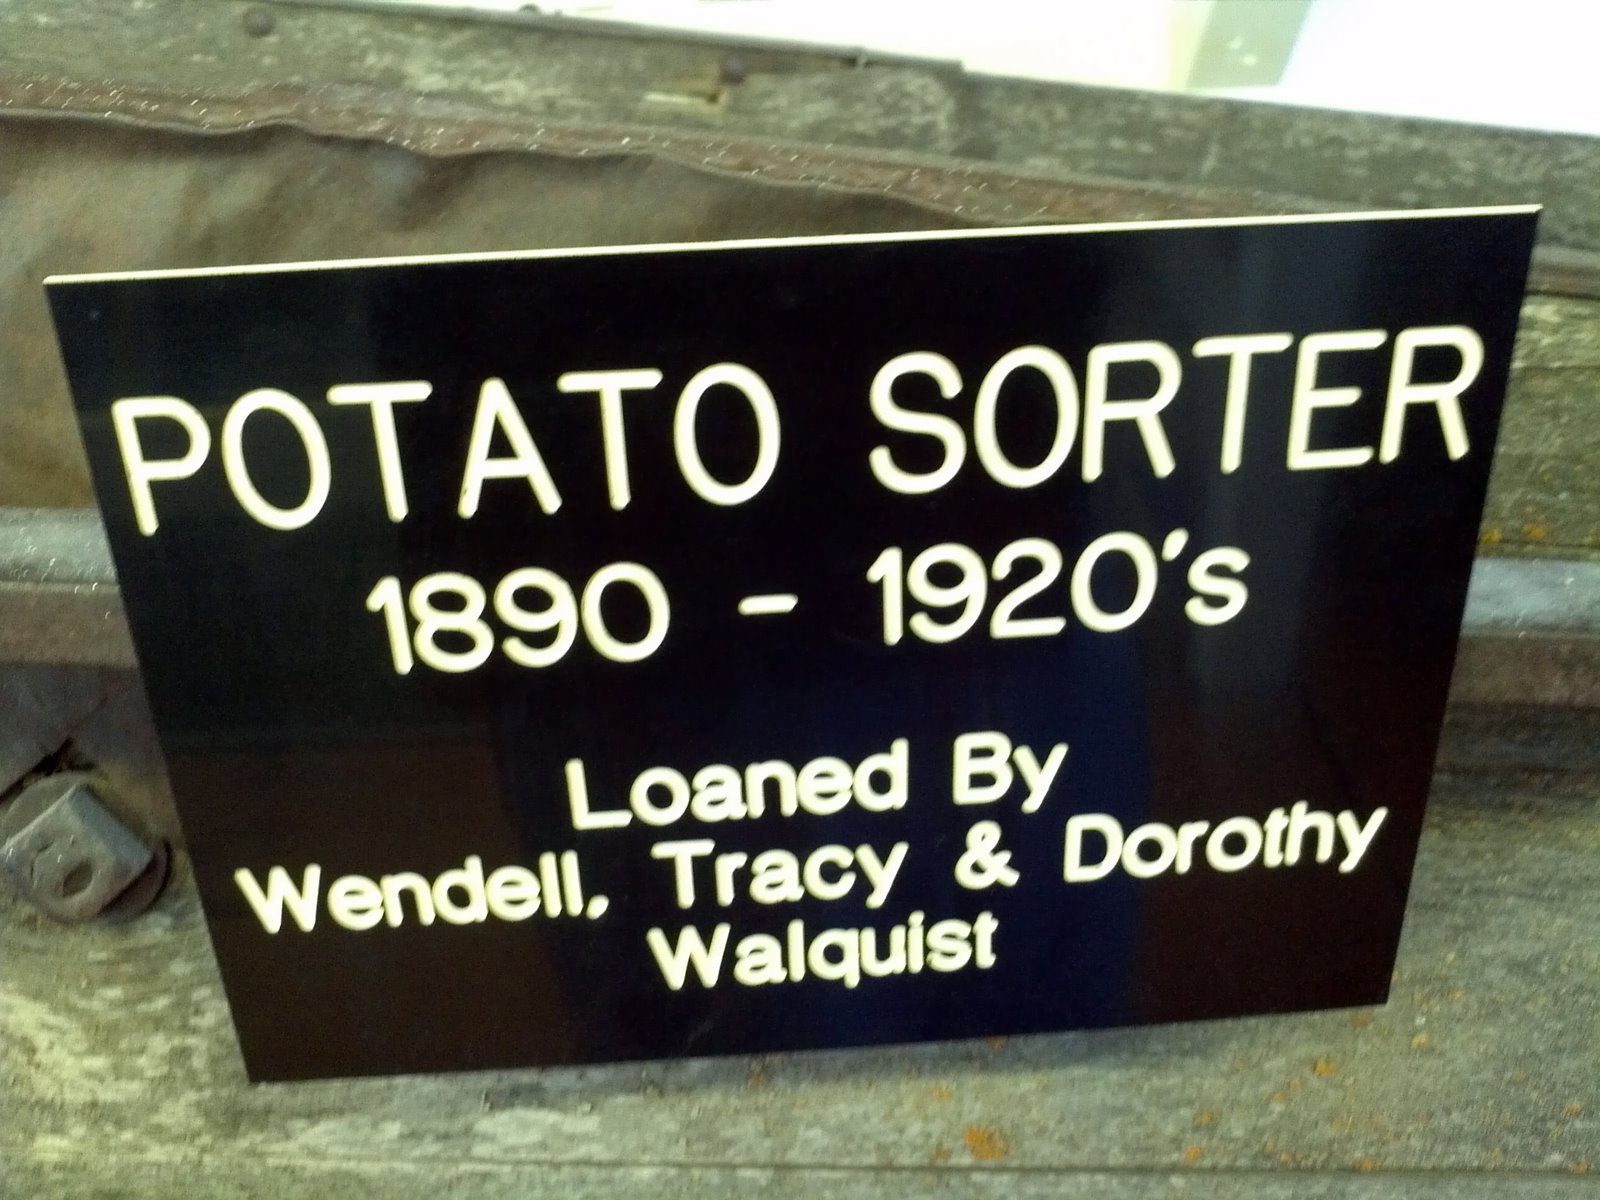 POTATO SORTER
1890 - 1920's
Loaned By
Wendell, Tracy & Dorothy
Walquist